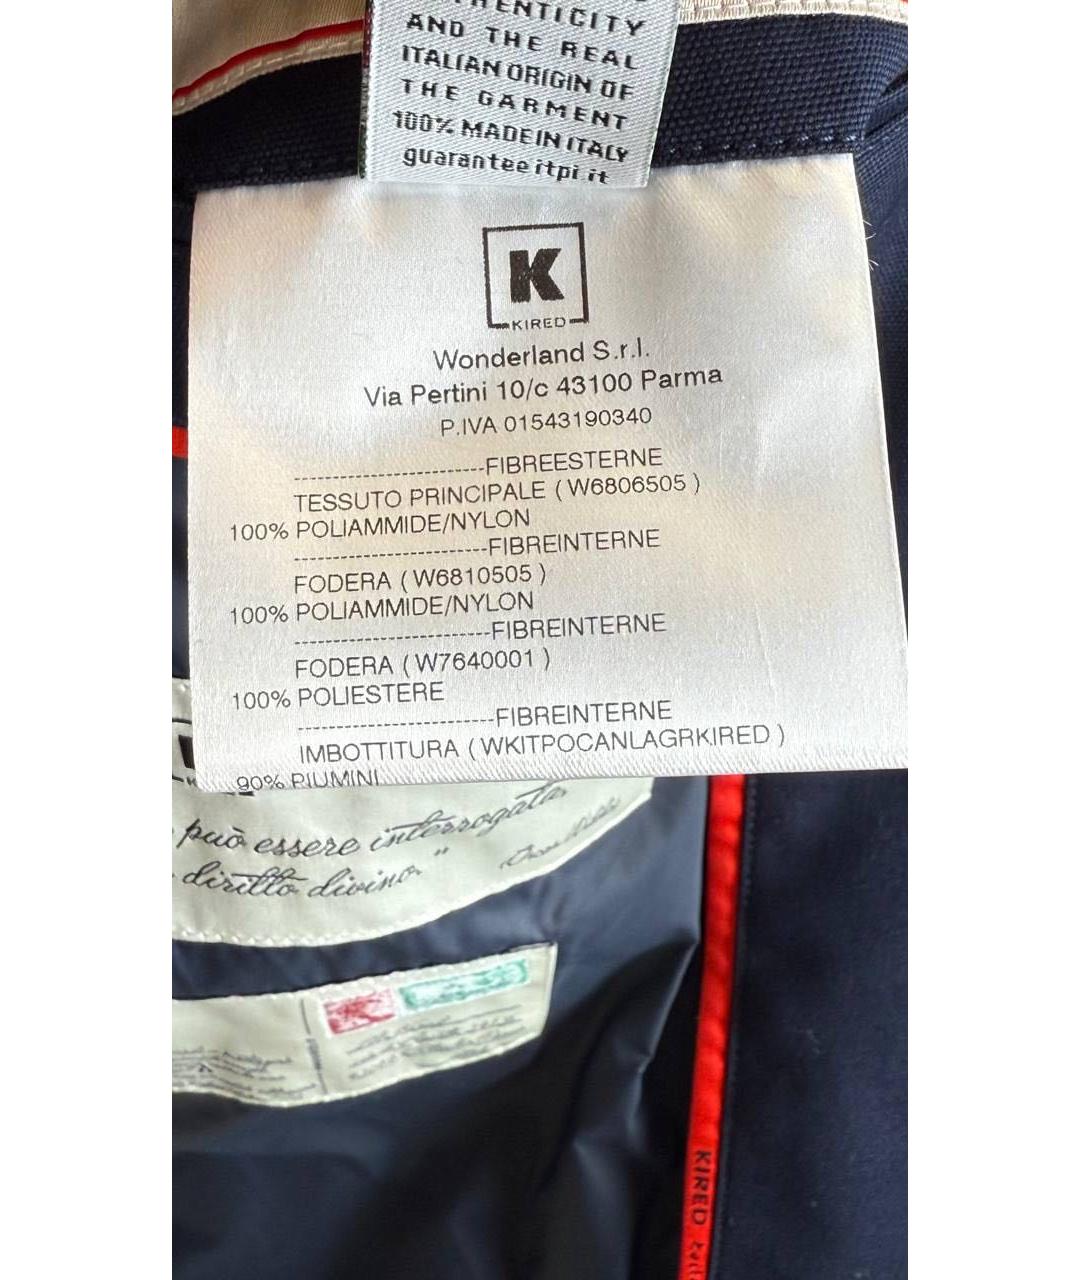 AND THE REAL
ITALIAN ORIGIN OF
THE GARMENT
100% MADE IN ITALY
guarantee itpi it
K
KIRED
Wonderland S.r.l.
Via Pertini 10/c 43100 Parma
P.IVA 01543190340
-------------------------FIBREESTERNE
TESSUTO PRINCIPALE ( W6806505 )
100% POLIAMMIDE/NYLON
-------------------------FIBREINTERNE
FODERA ( W6810505 )
100% POLIAMMIDE/NYLON
-------------------------FIBREINTERNE
FODERA ( W7640001 )
100% POLIESTERE
-------------------------FIBREINTERNE
IMBOTTITURA ( WKITPOCANLAGRKIRED )
90% PIUMINI
può essere interrogata
diritto divino "
KIRED